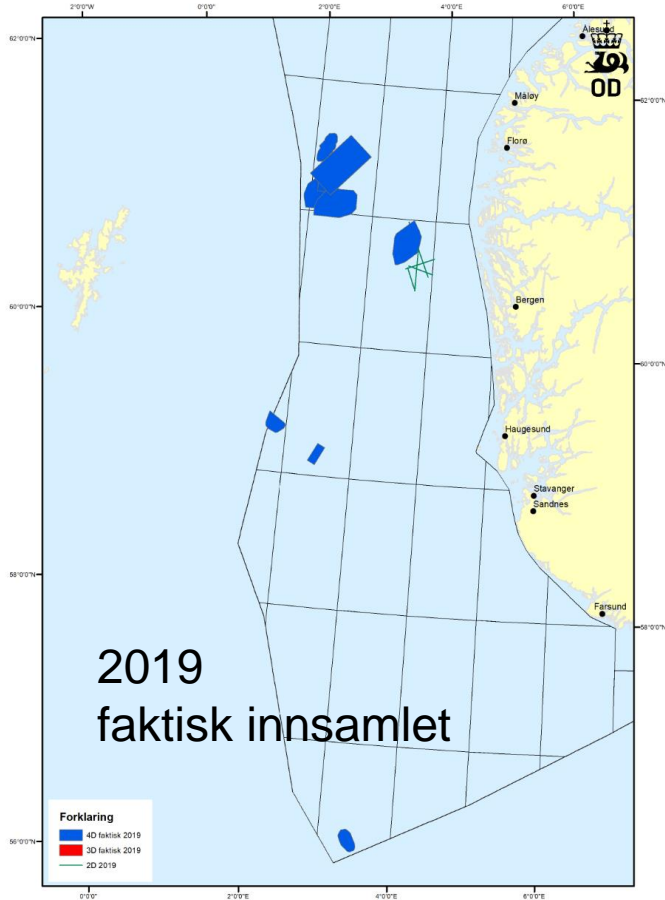 2°0'0"W 0°0'0" 2°0'0"E 4°0'0"E 6°0'0"E
62°0'0"N
Ålesund
OD
62°0'0"N
Måløy
Florø
60°0'0"N
Bergen
60°0'0"N
Haugesund
Stavanger
Sandnes
58°0'0"N
Farsund
58°0'0"N
2019
faktisk innsamlet
Forklaring
4D faktisk 2019
3D faktisk 2019
2D 2019
56°0'0"N
0°0'0" 2°0'0"E 4°0'0"E 6°0'0"E